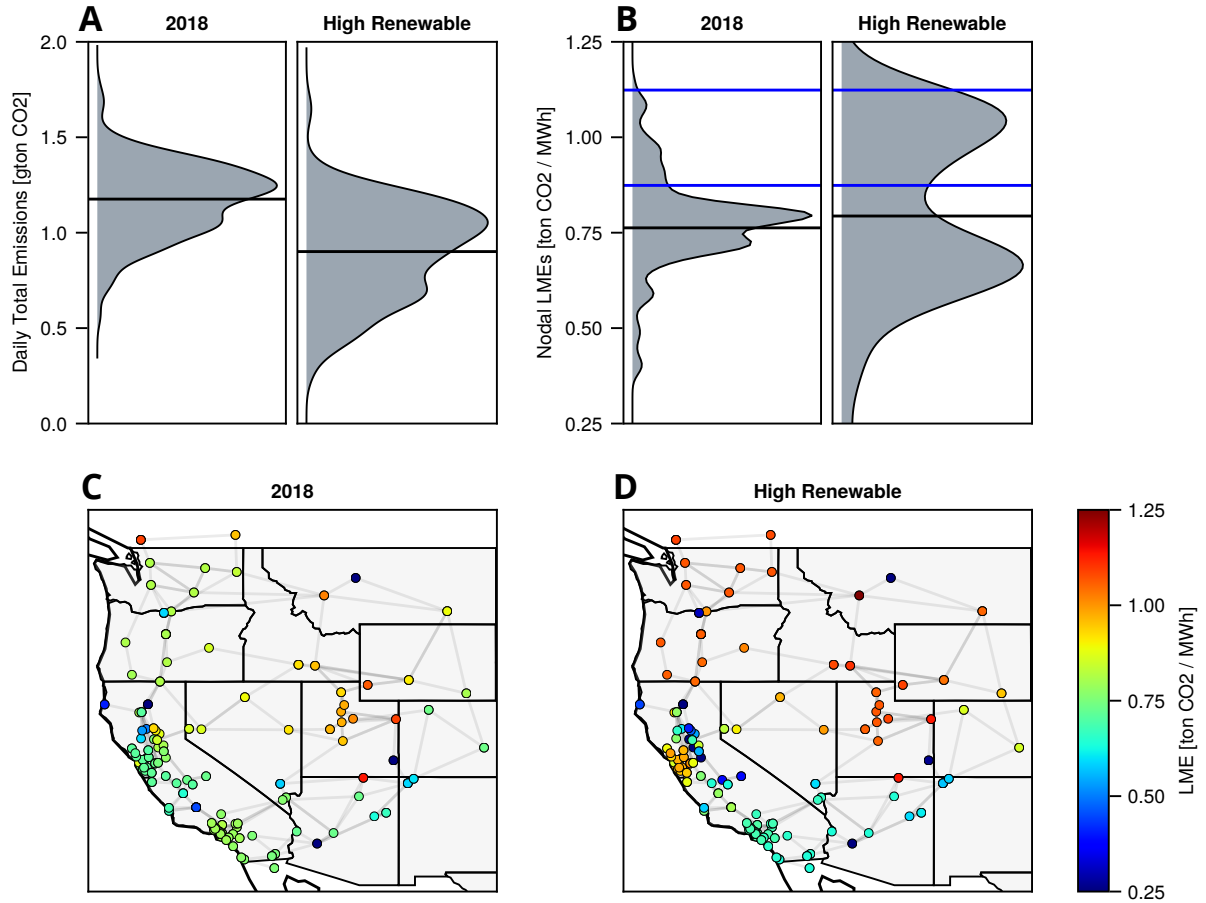 A
2018
High Renewable
B
2018
High Renewable
Daily Total Emissions [gton CO2]
2.0
1.5
1.0
0.5
0.0
Nodal LMEs [ton CO2 / MWh]
1.25
1.00
0.75
0.50
0.25
C
2018
D
High Renewable
1.25
1.00
0.75
0.50
0.25
LME [ton CO2 / MWh]